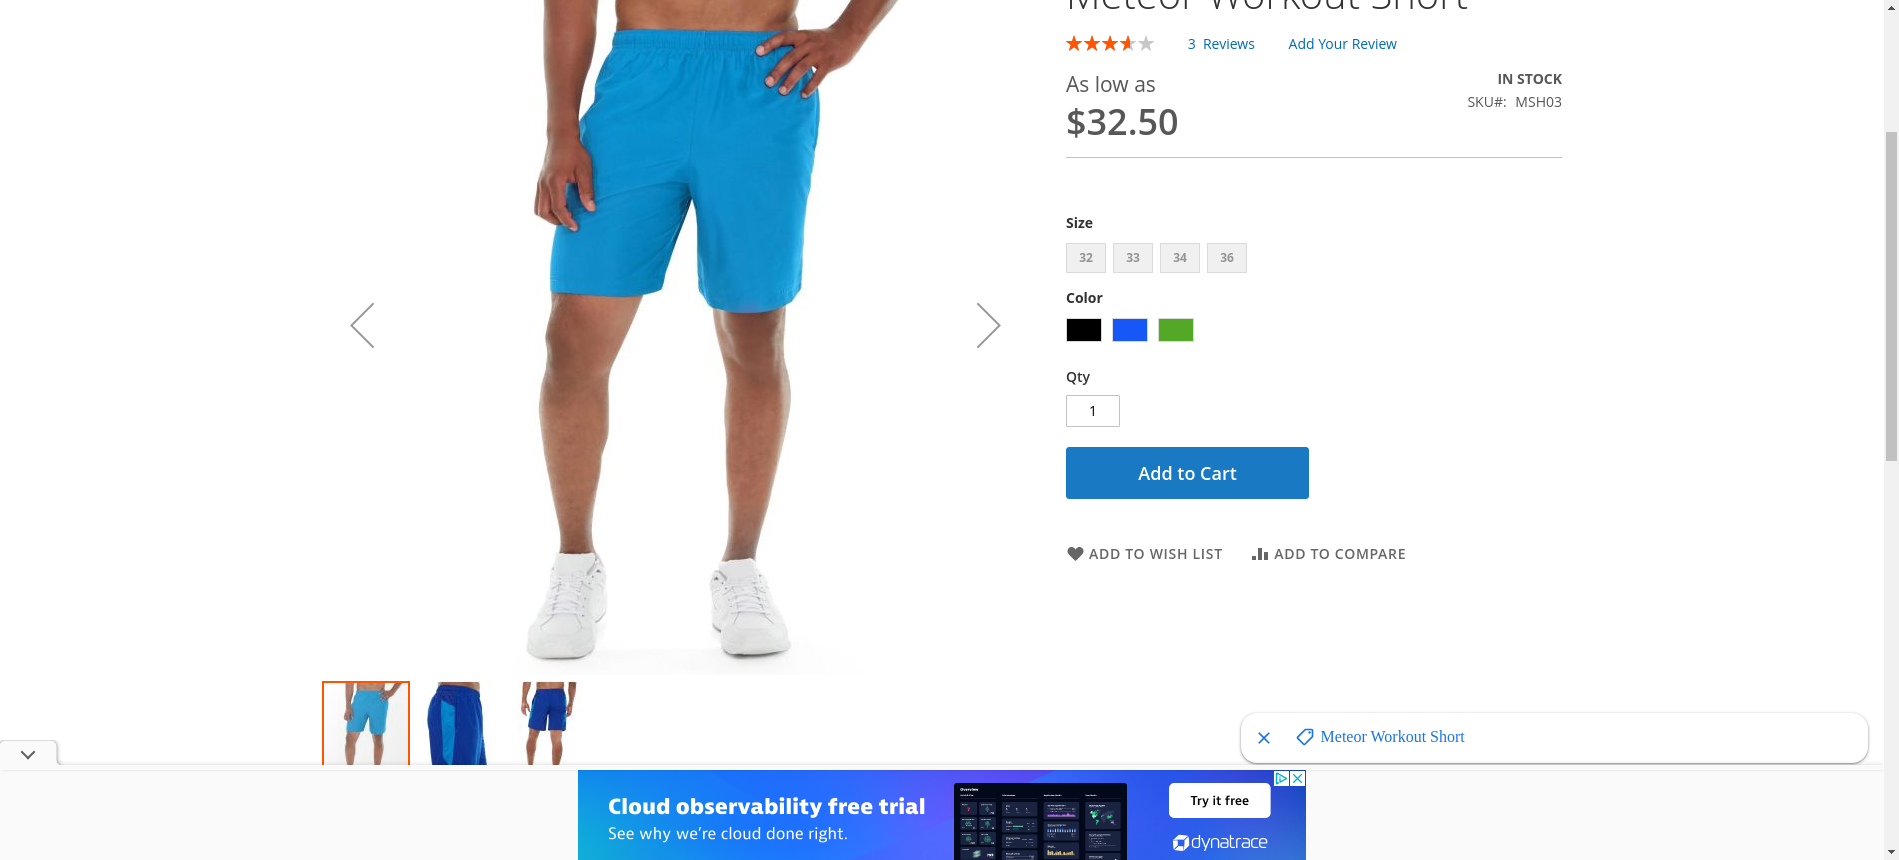 Meteor Workout Short
3 Reviews
Add Your Review
As low as
$32.50
IN STOCK
SKU#: MSH03
Size
32
33
34
36
Color
Qty
1
Add to Cart
ADD TO WISH LIST
ADD TO COMPARE
Meteor Workout Short
Cloud observability free trial
See why we're cloud done right.
Overview
Try it free
dynatrace